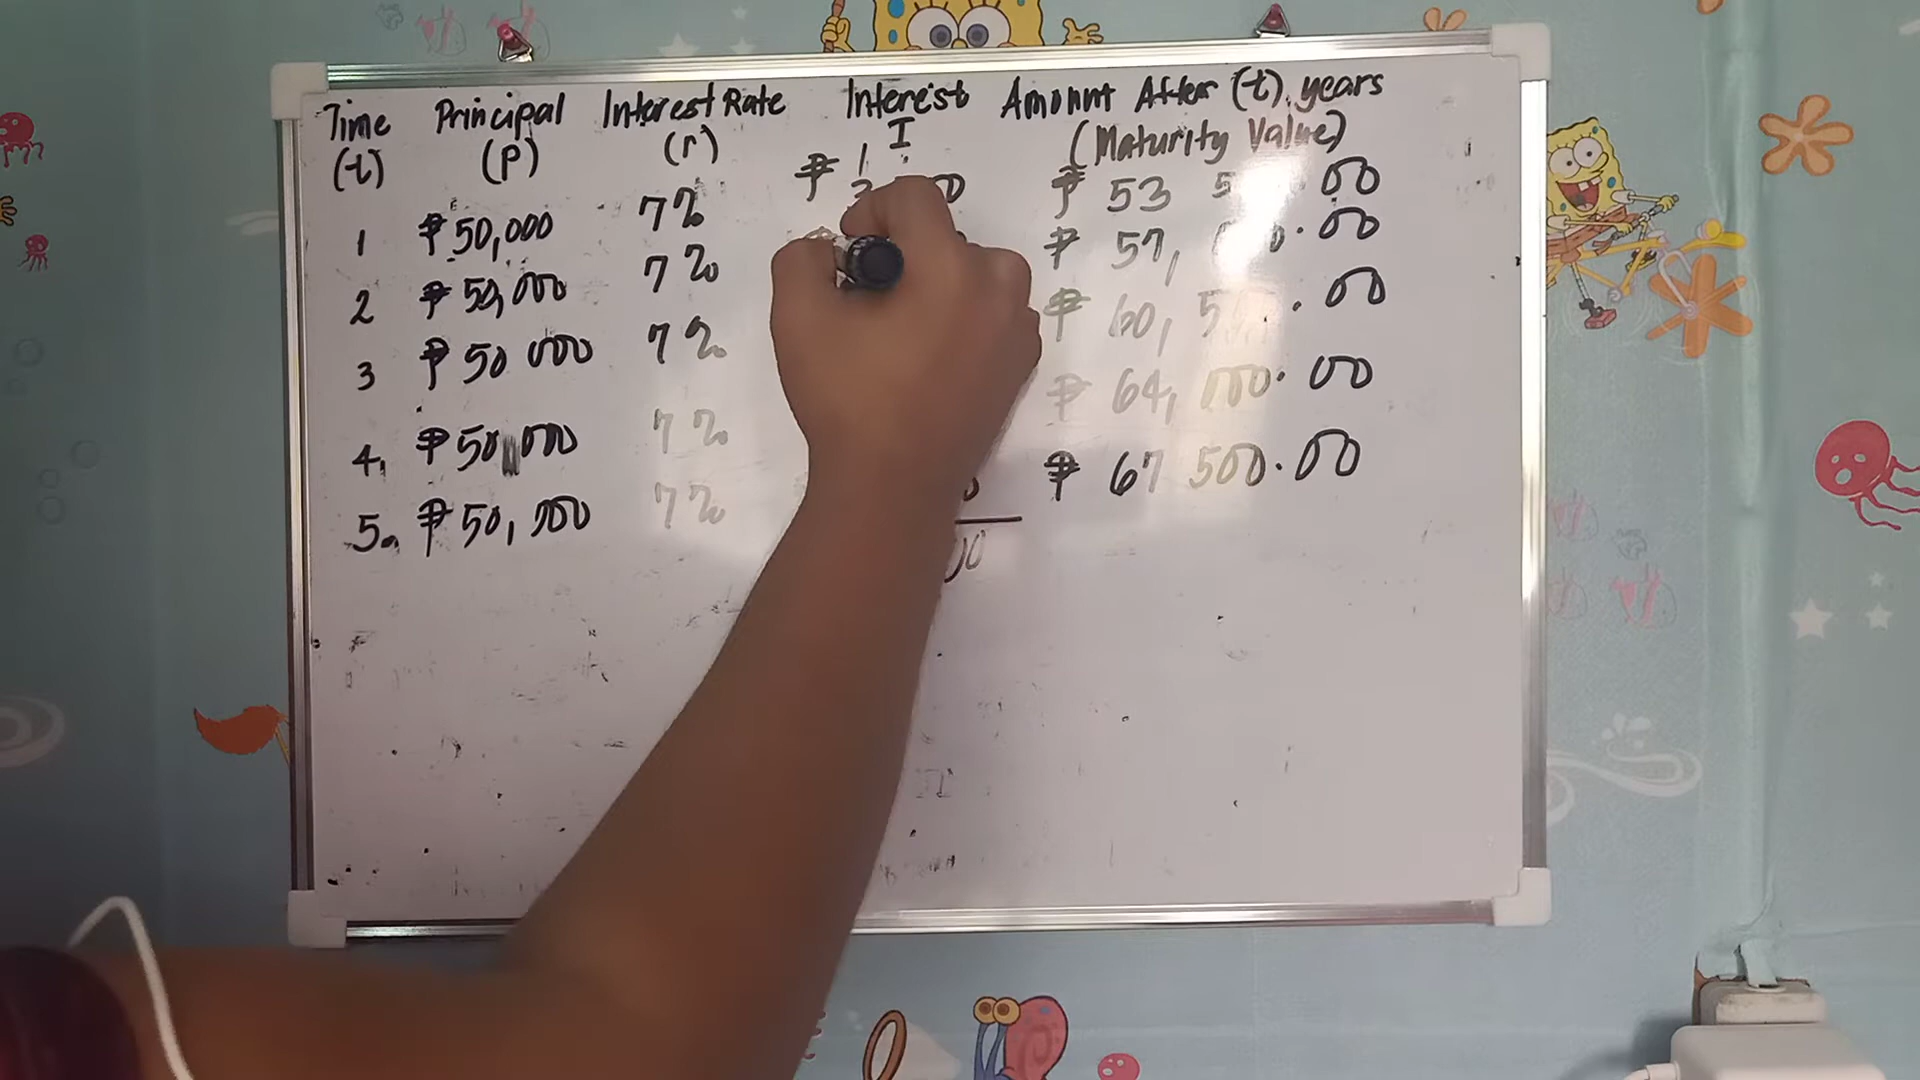 Time Principal Interest Rate Interest Amount After (t) years
(t) (P) (r) I (Maturity Value)
1 ₱50,000 7% ₱ ₱ 53 5 00
2 ₱50,000 7% ₱ 57, .00
3 ₱50 000 7% ₱ 60, 5 .00
4. ₱50,000 7% ₱ 64, 000.00
5. ₱50,000 7% ₱ 67 500.00